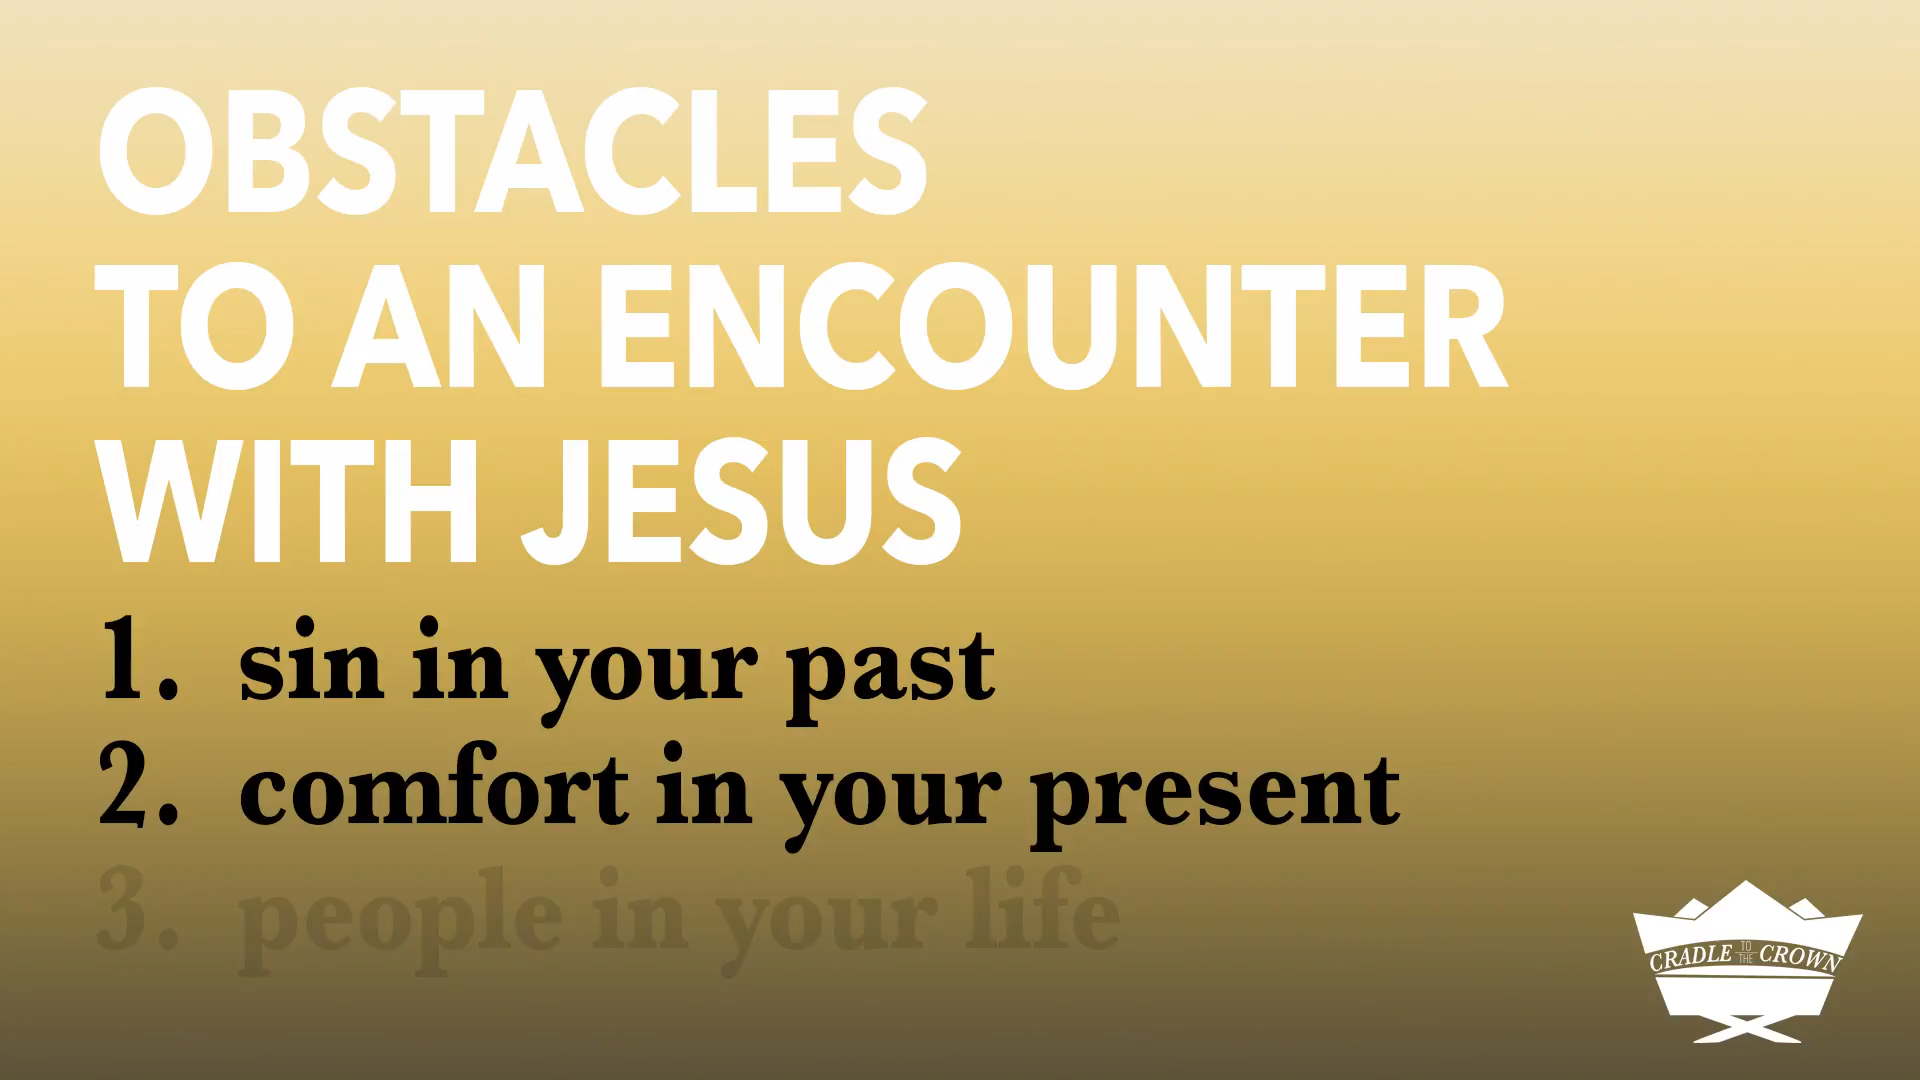 OBSTACLES
TO AN ENCOUNTER
WITH JESUS
1. sin in your past
2. comfort in your present
3. people in your life
CRADLE TO THE CROWN